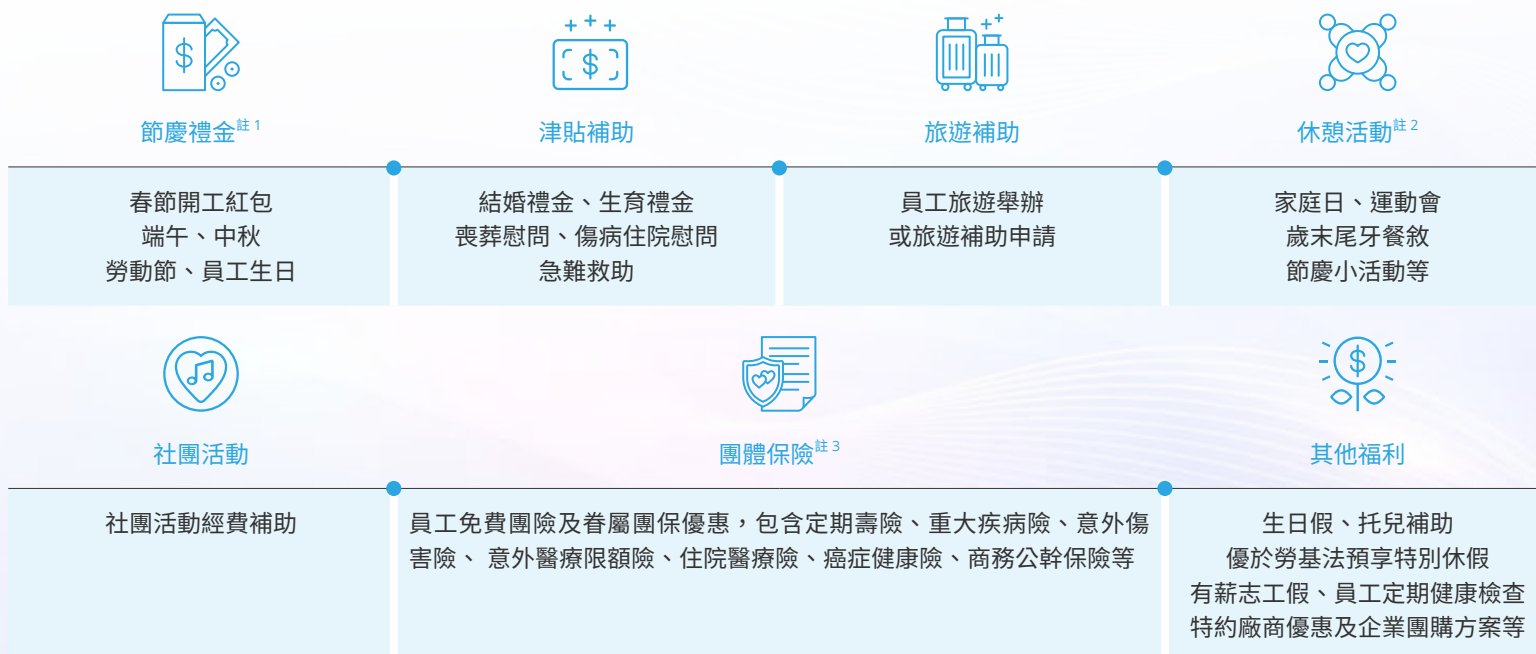 節慶禮金註 1
津貼補助
旅遊補助
休憩活動註 2
春節開工紅包
端午、中秋
勞動節、員工生日
結婚禮金、生育禮金
喪葬慰問、傷病住院慰問
急難救助
員工旅遊舉辦
或旅遊補助申請
家庭日、運動會
歲末尾牙餐敘
節慶小活動等
社團活動
團體保險註 3
其他福利
社團活動經費補助
員工免費團險及眷屬團保優惠，包含定期壽險、重大疾病險、意外傷
害險、 意外醫療限額險、住院醫療險、癌症健康險、商務公幹保險等
生日假、托兒補助
優於勞基法預享特別休假
有薪志工假、員工定期健康檢查
特約廠商優惠及企業團購方案等